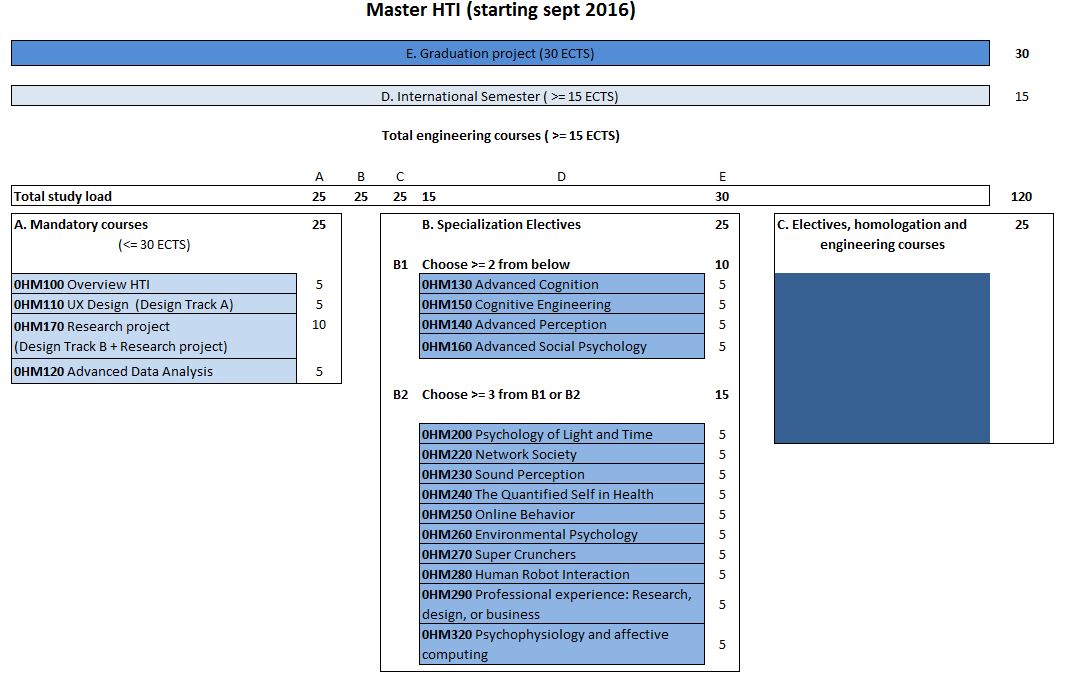 Master HTI (starting sept 2016)
E. Graduation project (30 ECTS) 30
D. International Semester ( >= 15 ECTS) 15
Total engineering courses ( >= 15 ECTS)
A B C D E
Total study load 25 25 25 15 30 120
A. Mandatory courses 25
(<= 30 ECTS)
0HM100 Overview HTI 5
0HM110 UX Design (Design Track A) 5
0HM170 Research project 10
(Design Track B + Research project)
0HM120 Advanced Data Analysis 5
B. Specialization Electives 25
B1 Choose >= 2 from below 10
0HM130 Advanced Cognition 5
0HM150 Cognitive Engineering 5
0HM140 Advanced Perception 5
0HM160 Advanced Social Psychology 5
B2 Choose >= 3 from B1 or B2 15
0HM200 Psychology of Light and Time 5
0HM220 Network Society 5
0HM230 Sound Perception 5
0HM240 The Quantified Self in Health 5
0HM250 Online Behavior 5
0HM260 Environmental Psychology 5
0HM270 Super Crunchers 5
0HM280 Human Robot Interaction 5
0HM290 Professional experience: Research,
design, or business 5
0HM320 Psychophysiology and affective
computing 5
C. Electives, homologation and 25
engineering courses